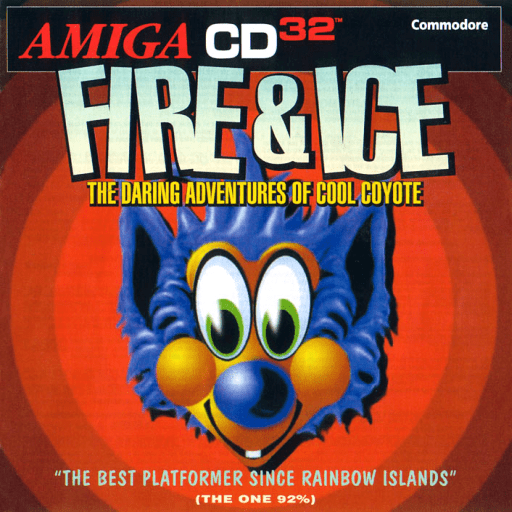 AMIGA CD32™
Commodore
FIRE & ICE
THE DARING ADVENTURES OF COOL COYOTE
"THE BEST PLATFORMER SINCE RAINBOW ISLANDS"
(THE ONE 92%)